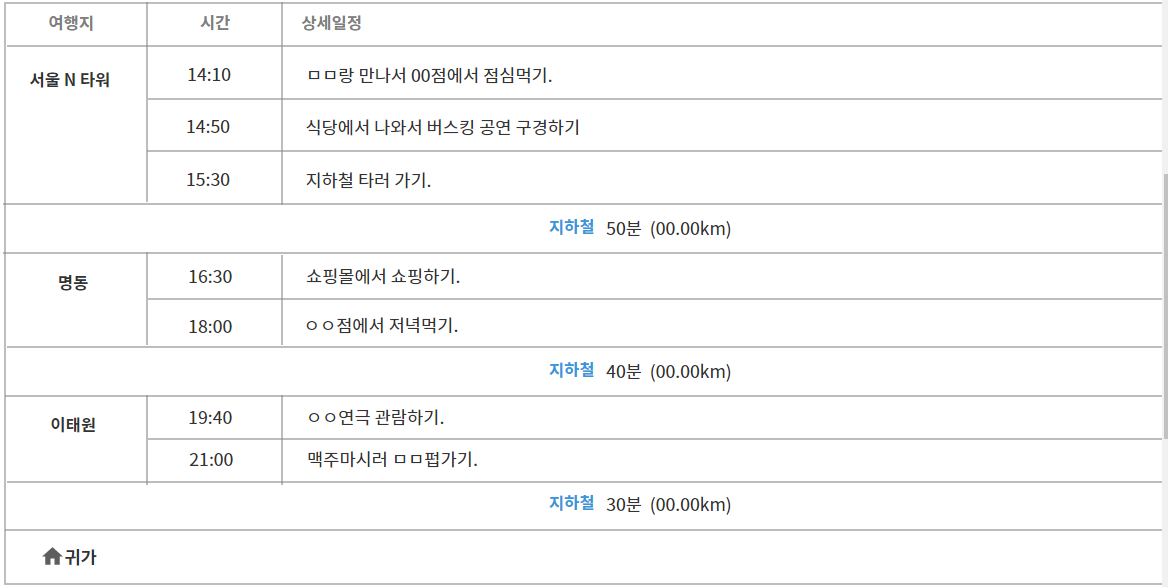 여행지 시간 상세일정
서울 N 타워 14:10 ㅁㅁ랑 만나서 00점에서 점심먹기.
14:50 식당에서 나와서 버스킹 공연 구경하기
15:30 지하철 타러 가기.
지하철 50분 (00.00km)
명동 16:30 쇼핑몰에서 쇼핑하기.
18:00 ㅇㅇ점에서 저녁먹기.
지하철 40분 (00.00km)
이태원 19:40 ㅇㅇ연극 관람하기.
21:00 맥주마시러 ㅁㅁ펍가기.
지하철 30분 (00.00km)
귀가